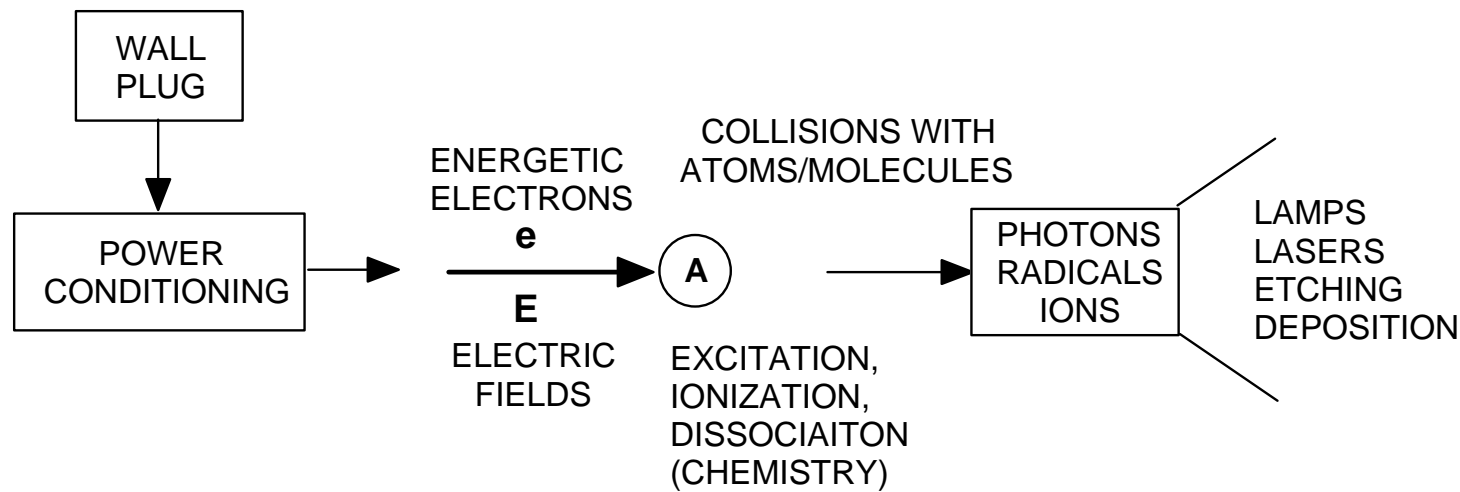 WALL
PLUG
POWER
CONDITIONING
ENERGETIC
ELECTRONS
e
E
ELECTRIC
FIELDS
COLLISIONS WITH
ATOMS/MOLECULES
A
EXCITATION,
IONIZATION,
DISSOCIAITON
(CHEMISTRY)
PHOTONS
RADICALS
IONS
LAMPS
LASERS
ETCHING
DEPOSITION